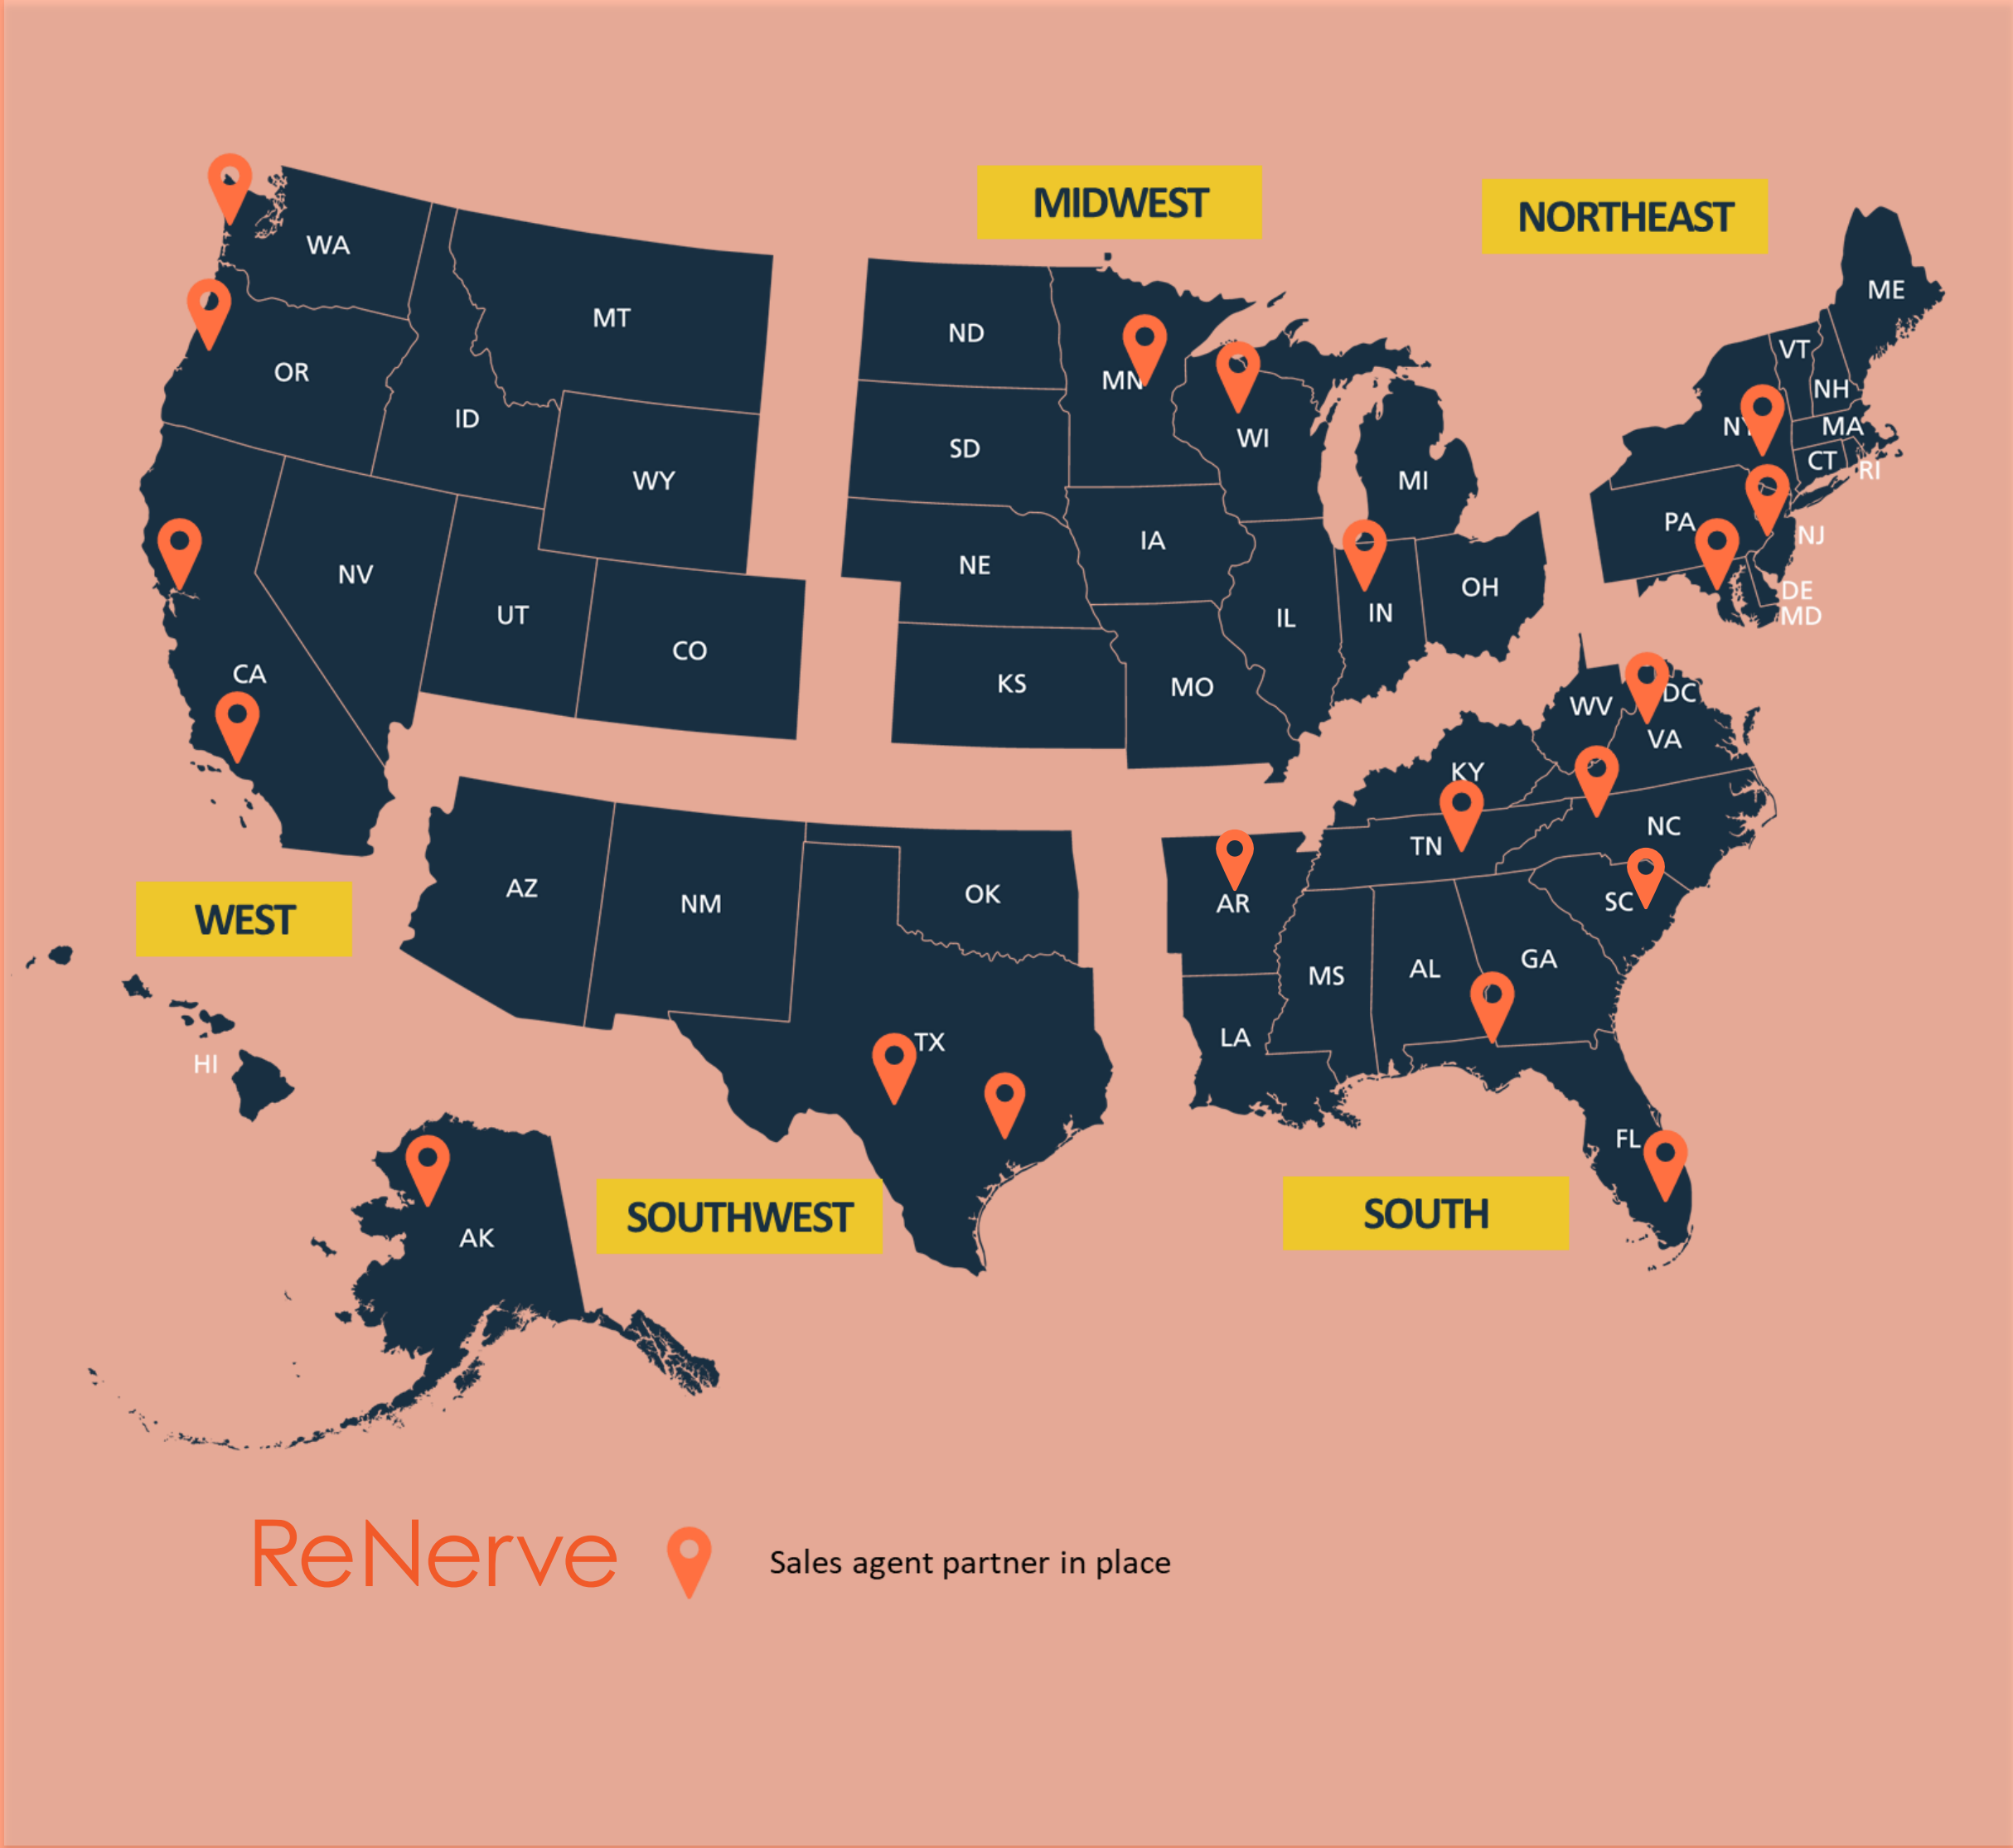 MIDWEST
NORTHEAST
WA
MT
OR
ID
WY
NV
UT
CO
CA
ND
MN
SD
WI
MI
NE
IA
IL
IN
OH
KS
MO
ME
VT
NH
NY
MA
CT
RI
PA
NJ
DE
MD
WV
DC
VA
KY
TN
NC
AR
SC
MS
AL
GA
LA
FL
WEST
AZ
NM
OK
TX
HI
AK
SOUTHWEST
SOUTH
ReNerve
Sales agent partner in place